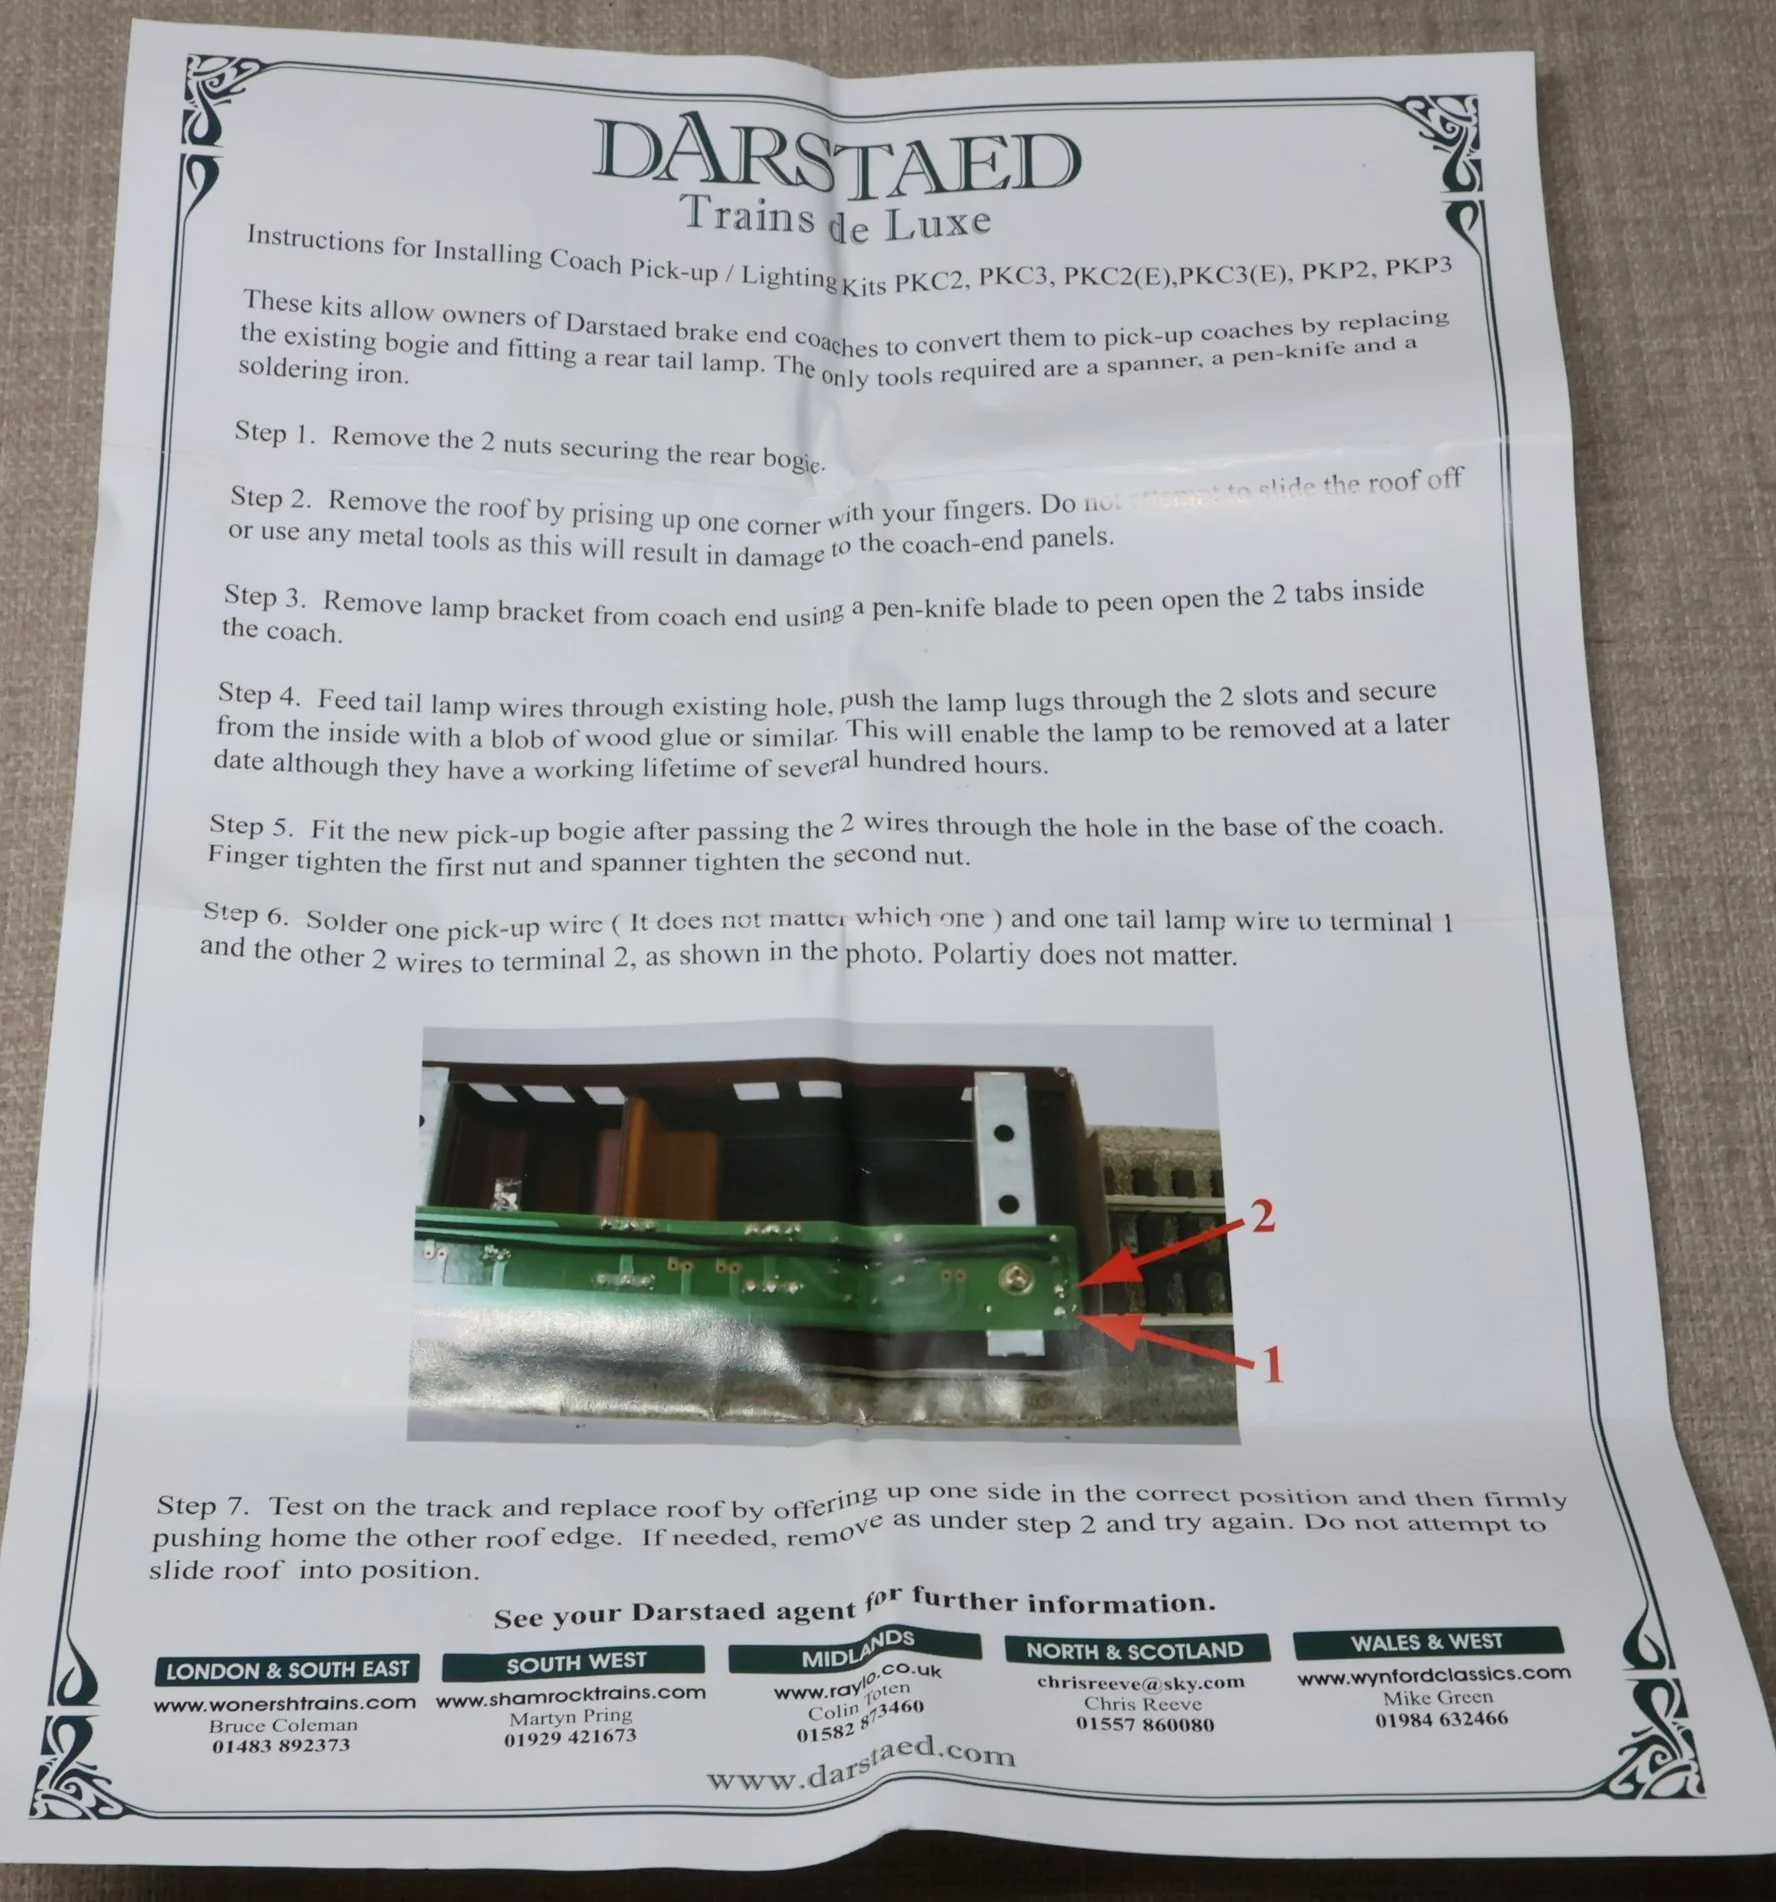 DARSTAED
Trains de Luxe
Instructions for Installing Coach Pick-up / Lighting Kits PKC2, PKC3, PKC2(E),PKC3(E), PKP2, PKP3
These kits allow owners of Darstaed brake end coaches to convert them to pick-up coaches by replacing
the existing bogie and fitting a rear tail lamp. The only tools required are a spanner, a pen-knife and a
soldering iron.
Step 1. Remove the 2 nuts securing the rear bogie.
Step 2. Remove the roof by prising up one corner with your fingers. Do not attempt to slide the roof off
or use any metal tools as this will result in damage to the coach-end panels.
Step 3. Remove lamp bracket from coach end using a pen-knife blade to peen open the 2 tabs inside
the coach.
Step 4. Feed tail lamp wires through existing hole, push the lamp lugs through the 2 slots and secure
from the inside with a blob of wood glue or similar. This will enable the lamp to be removed at a later
date although they have a working lifetime of several hundred hours.
Step 5. Fit the new pick-up bogie after passing the 2 wires through the hole in the base of the coach.
Finger tighten the first nut and spanner tighten the second nut.
Step 6. Solder one pick-up wire ( It does not matter which one ) and one tail lamp wire to terminal 1
and the other 2 wires to terminal 2, as shown in the photo. Polartiy does not matter.
2
1
Step 7. Test on the track and replace roof by offering up one side in the correct position and then firmly
pushing home the other roof edge. If needed, remove as under step 2 and try again. Do not attempt to
slide roof into position.
See your Darstaed agent for further information.
LONDON & SOUTH EAST
www.wonershtrains.com
Bruce Coleman
01483 892373
SOUTH WEST
www.shamrocktrains.com
Martyn Pring
01929 421673
MIDLANDS
www.raylo.co.uk
Colin Toten
01582 873460
NORTH & SCOTLAND
chrisreeve@sky.com
Chris Reeve
01557 860080
WALES & WEST
www.wynfordclassics.com
Mike Green
01984 632466
www.darstaed.com